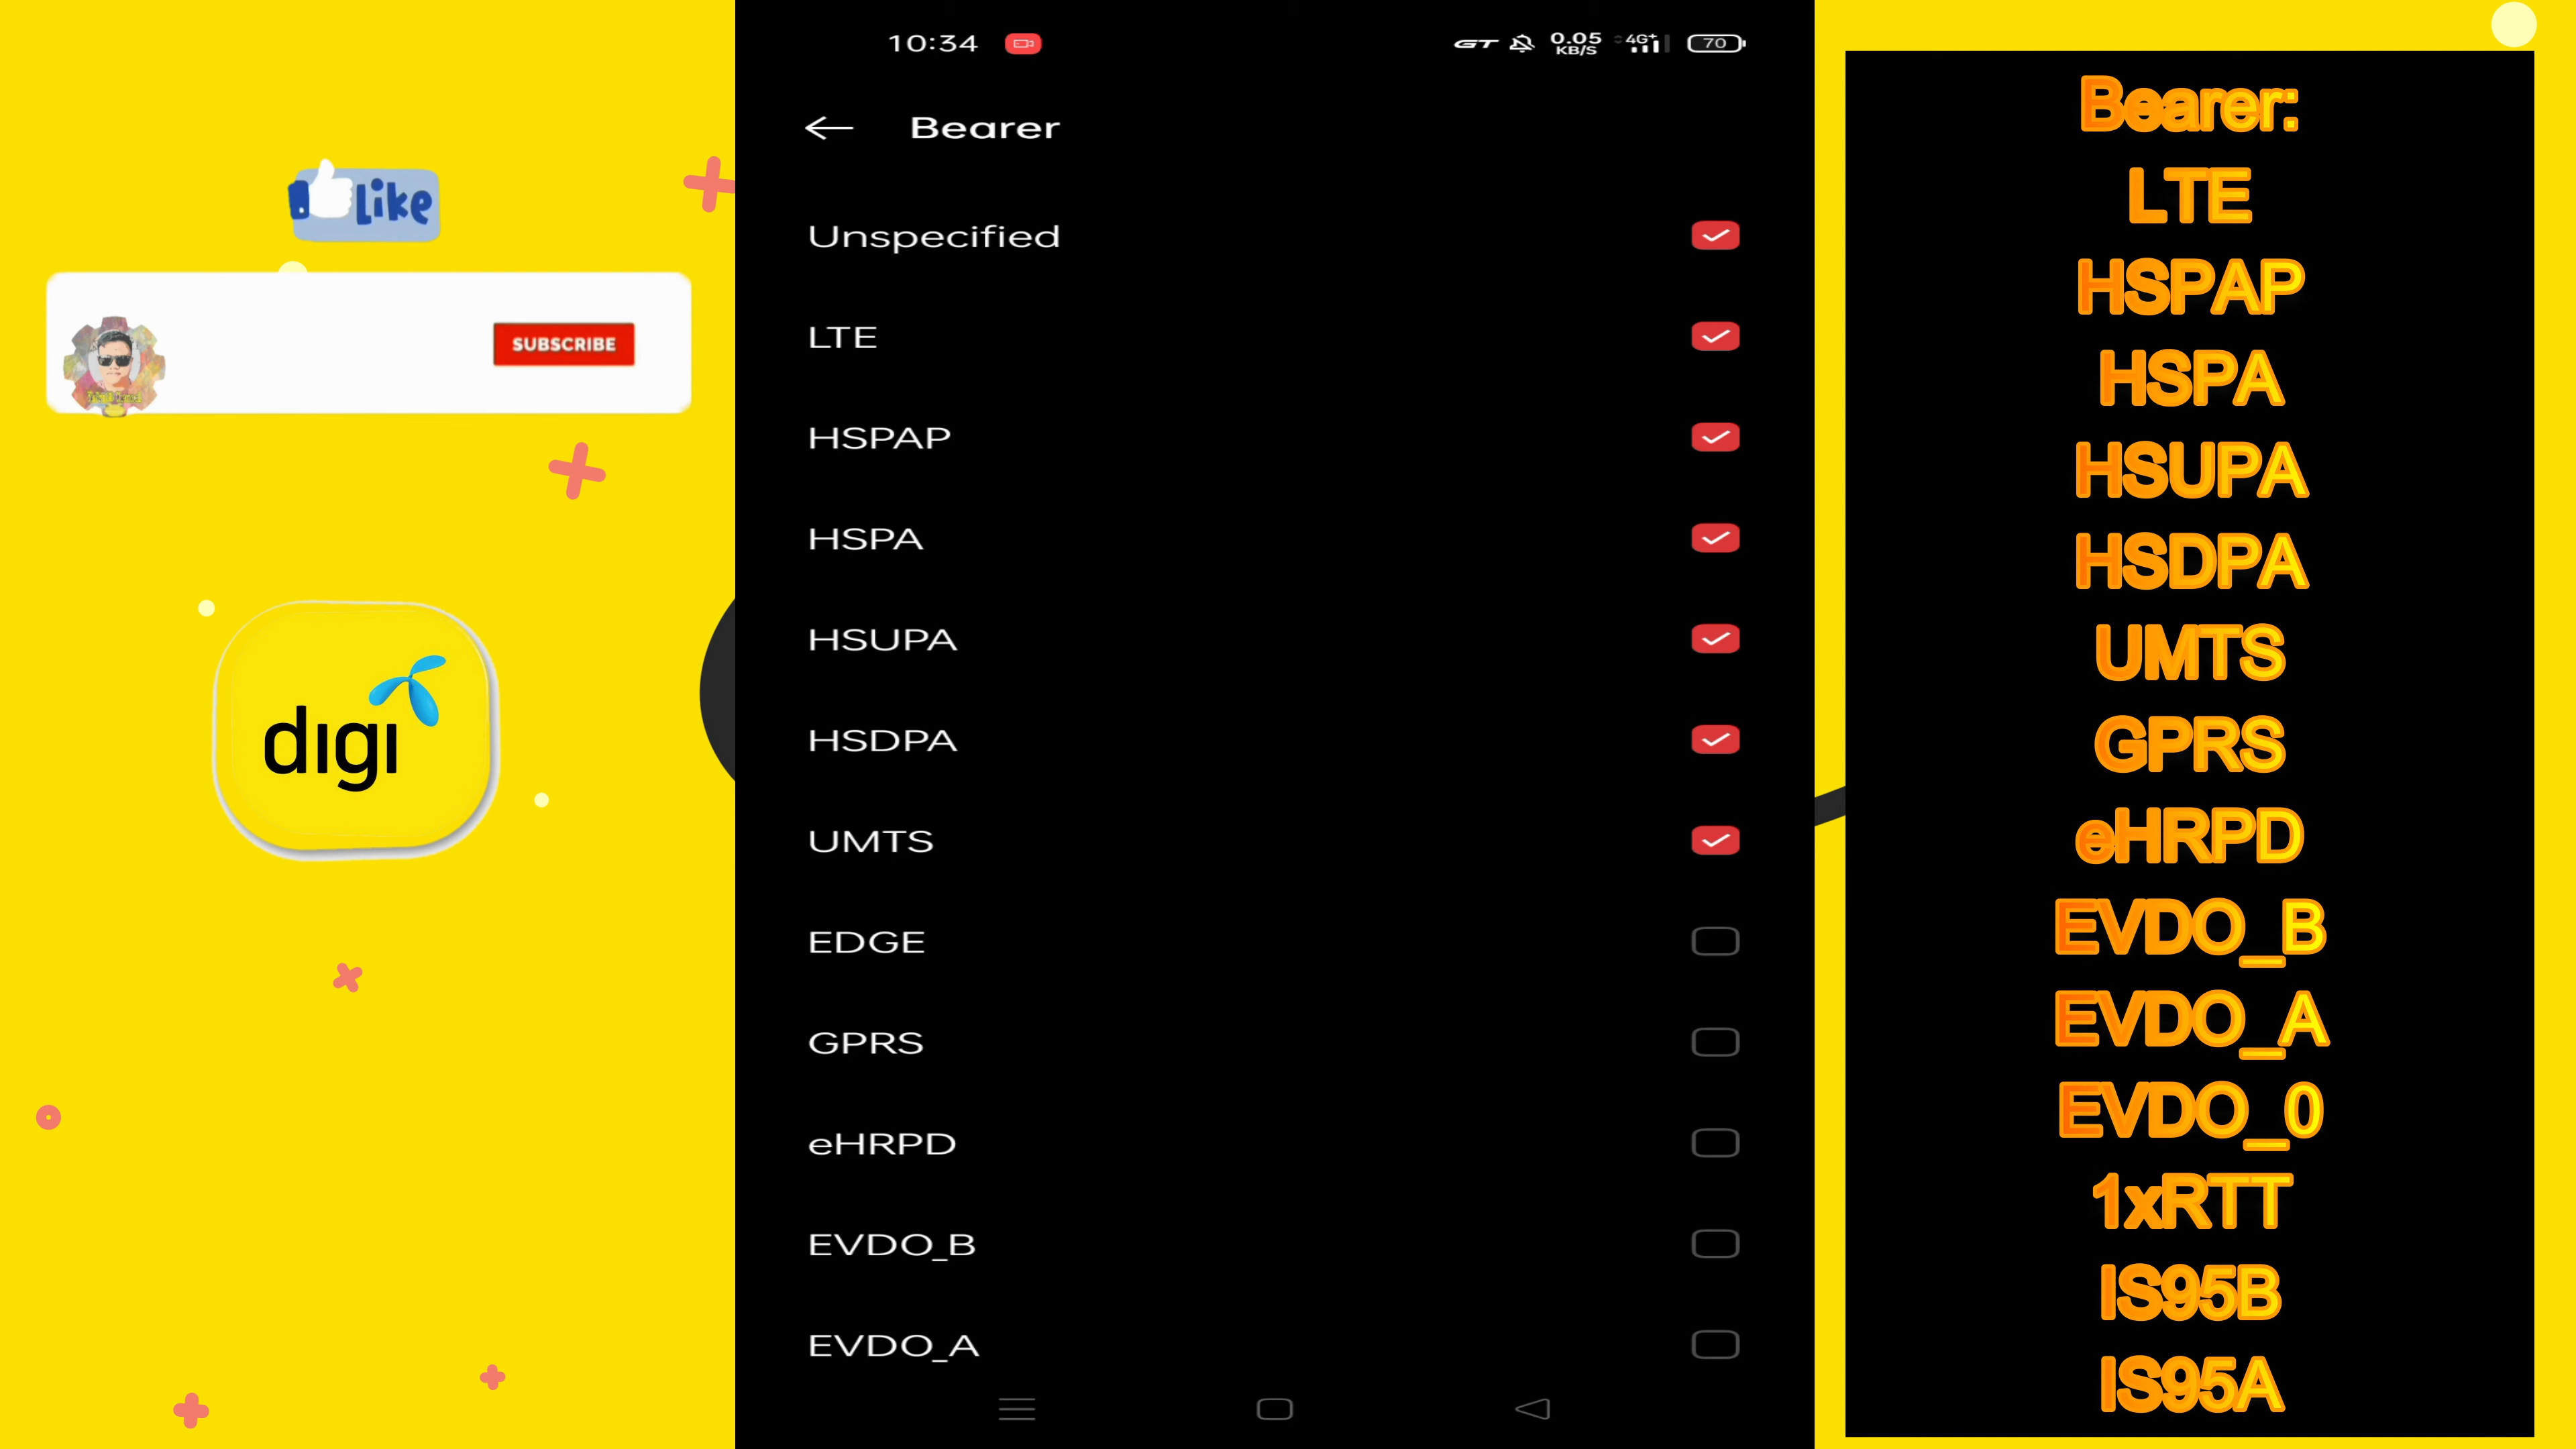 Like
SUBSCRIBE
digi
10:34
GT 0.05 KB/S 4G+ 70
Bearer
Unspecified
LTE
HSPAP
HSPA
HSUPA
HSDPA
UMTS
EDGE
GPRS
eHRPD
EVDO_B
EVDO_A
Bearer:
LTE
HSPAP
HSPA
HSUPA
HSDPA
UMTS
GPRS
eHRPD
EVDO_B
EVDO_A
EVDO_0
1xRTT
IS95B
IS95A